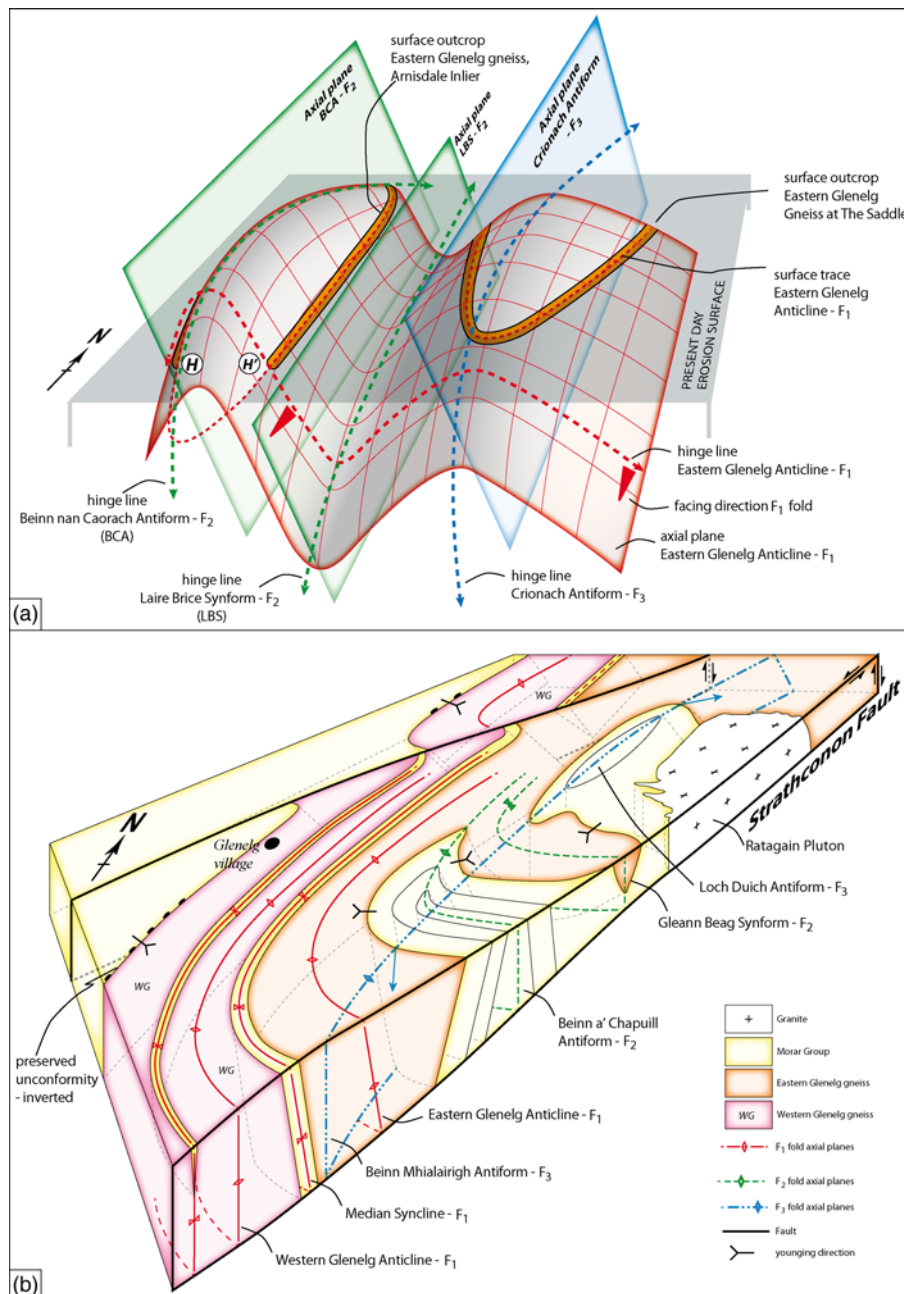 surface outcrop
Eastern Glenelg gneiss,
Arnisdale Inlier
Axial plane
BCA - F2
Axial plane
LBS - F2
Axial plane
Crionach Antiform
- F3
surface outcrop
Eastern Glenelg
Gneiss at The Saddle
surface trace
Eastern Glenelg
Anticline - F1
N
H
H'
PRESENT DAY
EROSION SURFACE
hinge line
Eastern Glenelg Anticline - F1
facing direction F1 fold
axial plane
Eastern Glenelg Anticline - F1
hinge line
Beinn nan Caorach Antiform - F2
(BCA)
hinge line
Laire Brice Synform - F2
(LBS)
hinge line
Crionach Antiform - F3
(a)
WG
Strathconon Fault
N
Glenelg
village
Ratagain Pluton
Loch Duich Antiform - F3
Gleann Beag Synform - F2
WG
preserved
unconformity
- inverted
WG
Beinn a' Chapuill
Antiform - F2
Eastern Glenelg Anticline - F1
Beinn Mhialairigh Antiform - F3
Median Syncline - F1
Western Glenelg Anticline - F1
Granite
Morar Group
Eastern Glenelg gneiss
WG Western Glenelg gneiss
F1 fold axial planes
F2 fold axial planes
F3 fold axial planes
Fault
younging direction
(b)